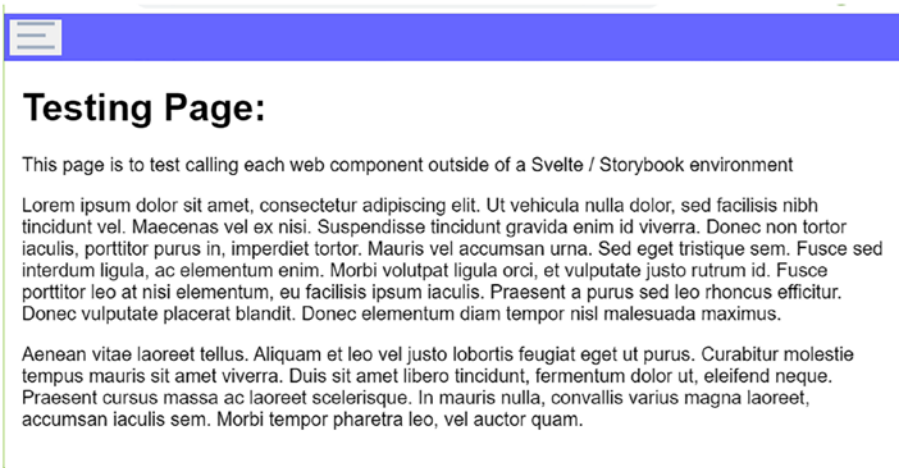 Testing Page:
This page is to test calling each web component outside of a Svelte / Storybook environment
Lorem ipsum dolor sit amet, consectetur adipiscing elit. Ut vehicula nulla dolor, sed facilisis nibh
tincidunt vel. Maecenas vel ex nisi. Suspendisse tincidunt gravida enim id viverra. Donec non tortor
iaculis, porttitor purus in, imperdiet tortor. Mauris vel accumsan urna. Sed eget tristique sem. Fusce sed
interdum ligula, ac elementum enim. Morbi volutpat ligula orci, et vulputate justo rutrum id. Fusce
porttitor leo at nisi elementum, eu facilisis ipsum iaculis. Praesent a purus sed leo rhoncus efficitur.
Donec vulputate placerat blandit. Donec elementum diam tempor nisl malesuada maximus.
Aenean vitae laoreet tellus. Aliquam et leo vel justo lobortis feugiat eget ut purus. Curabitur molestie
tempus mauris sit amet viverra. Duis sit amet libero tincidunt, fermentum dolor ut, eleifend neque.
Praesent cursus massa ac laoreet scelerisque. In mauris nulla, convallis varius magna laoreet,
accumsan iaculis sem. Morbi tempor pharetra leo, vel auctor quam.